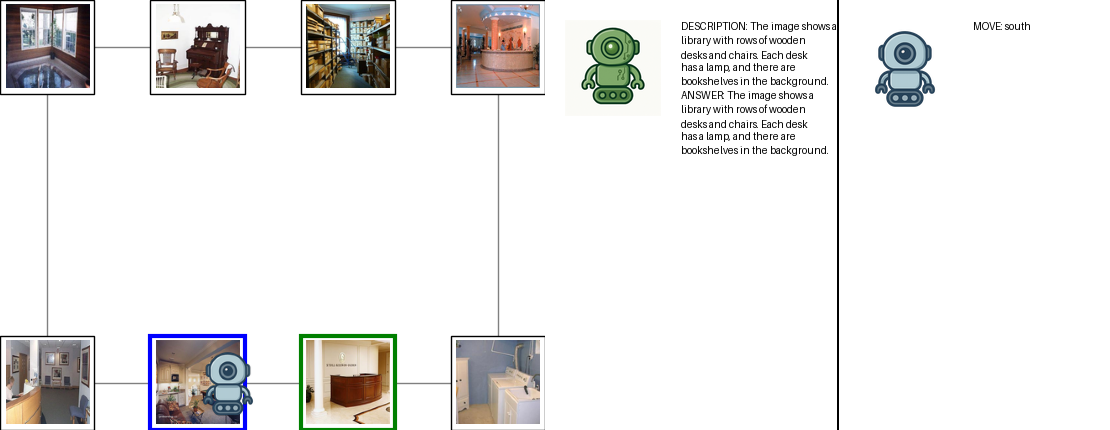 DESCRIPTION: The image shows a
library with rows of wooden
desks and chairs. Each desk
has a lamp, and there are
bookshelves in the background.
ANSWER: The image shows a
library with rows of wooden
desks and chairs. Each desk
has a lamp, and there are
bookshelves in the background.
MOVE: south